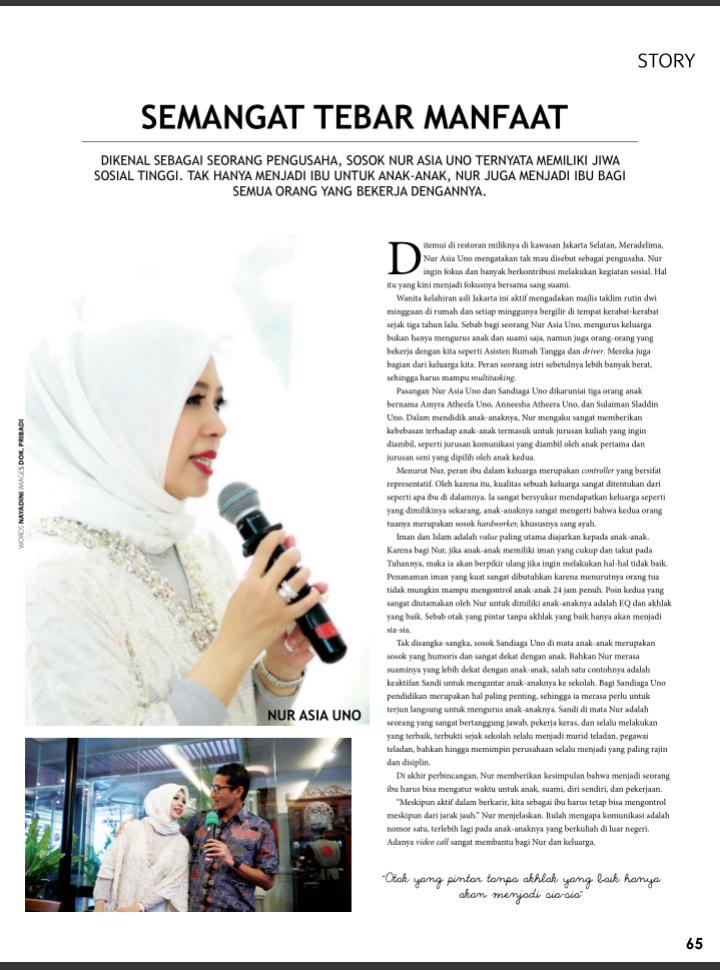 STORY
SEMANGAT TEBAR MANFAAT
DIKENAL SEBAGAI SEORANG PENGUSAHA, SOSOK NUR ASIA UNO TERNYATA MEMILIKI JIWA
SOSIAL TINGGI. TAK HANYA MENJADI IBU UNTUK ANAK-ANAK, NUR JUGA MENJADI IBU BAGI
SEMUA ORANG YANG BEKERJA DENGANNYA.
WORDS NAYADINI IMAGES DOK. PRIBADI
NUR ASIA UNO
Ditemui di restoran miliknya di kawasan Jakarta Selatan, Meradelima,
Nur Asia Uno mengatakan tak mau disebut sebagai pengusaha. Nur
ingin fokus dan banyak berkontribusi melakukan kegiatan sosial. Hal
itu yang kini menjadi fokusnya bersama sang suami.
Wanita kelahiran asli Jakarta ini aktif mengadakan majlis taklim rutin dwi
mingguan di rumah dan setiap minggunya bergilir di tempat kerabat-kerabat
sejak tiga tahun lalu. Sebab bagi seorang Nur Asia Uno, mengurus keluarga
bukan hanya mengurus anak dan suami saja, namun juga orang-orang yang
bekerja dengan kita seperti Asisten Rumah Tangga dan driver. Mereka juga
bagian dari keluarga kita. Peran seorang istri sebetulnya lebih banyak berat,
sehingga harus mampu multitasking.
Pasangan Nur Asia Uno dan Sandiaga Uno dikaruniai tiga orang anak
bernama Amyra Atheefa Uno, Anneesha Atheera Uno, dan Sulaiman Sladdin
Uno. Dalam mendidik anak-anaknya, Nur mengaku sangat memberikan
kebebasan terhadap anak-anak termasuk untuk jurusan kuliah yang ingin
diambil, seperti jurusan komunikasi yang diambil oleh anak pertama dan
jurusan seni yang dipilih oleh anak kedua.
Menurut Nur, peran ibu dalam keluarga merupakan controller yang bersifat
representatif. Oleh karena itu, kualitas sebuah keluarga sangat ditentukan dari
seperti apa ibu di dalamnya. Ia sangat bersyukur mendapatkan keluarga seperti
yang dimilikinya sekarang, anak-anaknya sangat mengerti bahwa kedua orang
tuanya merupakan sosok hardworker, khususnya sang ayah.
Iman dan Islam adalah value paling utama diajarkan kepada anak-anak.
Karena bagi Nur, jika anak-anak memiliki iman yang cukup dan takut pada
Tuhannya, maka ia akan berpikir ulang jika ingin melakukan hal-hal tidak baik.
Penanaman iman yang kuat sangat dibutuhkan karena menurutnya orang tua
tidak mungkin mampu mengontrol anak-anak 24 jam penuh. Poin kedua yang
sangat diutamakan oleh Nur untuk dimiliki anak-anaknya adalah EQ dan akhlak
yang baik. Sebab otak yang pintar tanpa akhlak yang baik hanya akan menjadi
sia-sia.
Tak disangka-sangka, sosok Sandiaga Uno di mata anak-anak merupakan
sosok yang humoris dan sangat dekat dengan anak. Bahkan Nur merasa
suaminya yang lebih dekat dengan anak-anak, salah satu contohnya adalah
keaktifan Sandi untuk mengantar anak-anaknya ke sekolah. Bagi Sandiaga Uno
pendidikan merupakan hal paling penting, sehingga ia merasa perlu untuk
terjun langsung untuk mengurus anak-anaknya. Sandi di mata Nur adalah
seorang yang sangat bertanggung jawab, pekerja keras, dan selalu melakukan
yang terbaik, terbukti sejak sekolah selalu menjadi murid teladan, pegawai
teladan, bahkan hingga memimpin perusahaan selalu menjadi yang paling rajin
dan disiplin.
Di akhir perbincangan, Nur memberikan kesimpulan bahwa menjadi seorang
ibu harus bisa mengatur waktu untuk anak, suami, diri sendiri, dan pekerjaan.
"Meskipun aktif dalam berkarir, kita sebagai ibu harus tetap bisa mengontrol
meskipun dari jarak jauh." Nur menjelaskan. Itulah mengapa komunikasi adalah
nomor satu, terlebih lagi pada anak-anaknya yang berkuliah di luar negeri.
Adanya video call sangat membantu bagi Nur dan keluarga.
"Otak yang pintar tanpa akhlak yang baik hanya
akan menjadi sia-sia"
65